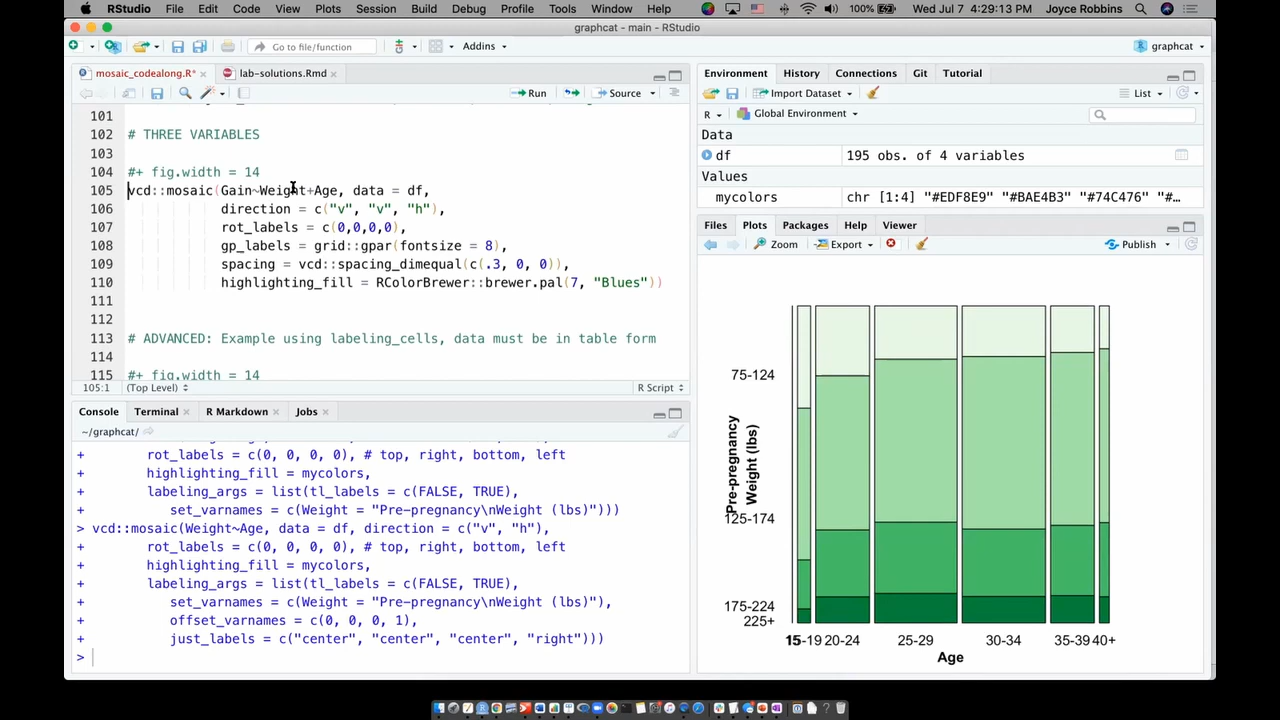 RStudio File Edit Code View Plots Session Build Debug Profile Tools Window Help 100% Wed Jul 7 4:29:13 PM Joyce Robbins
graphcat - main - RStudio
Go to file/function Addins graphcat
mosaic_codealong.R* lab-solutions.Rmd
Run Source
101
102 # THREE VARIABLES
103
104 #+ fig.width = 14
105 vcd::mosaic(Gain~Weight+Age, data = df,
106 direction = c("v", "v", "h"),
107 rot_labels = c(0,0,0,0),
108 gp_labels = grid::gpar(fontsize = 8),
109 spacing = vcd::spacing_dimequal(c(.3, 0, 0)),
110 highlighting_fill = RColorBrewer::brewer.pal(7, "Blues"))
111
112
113 # ADVANCED: Example using labeling_cells, data must be in table form
114
115 #+ fig.width = 14
105:1 (Top Level) R Script
Console Terminal R Markdown Jobs
~/graphcat/
+ rot_labels = c(0, 0, 0, 0), # top, right, bottom, left
+ highlighting_fill = mycolors,
+ labeling_args = list(tl_labels = c(FALSE, TRUE),
+ set_varnames = c(Weight = "Pre-pregnancy\nWeight (lbs)")))
> vcd::mosaic(Weight~Age, data = df, direction = c("v", "h"),
+ rot_labels = c(0, 0, 0, 0), # top, right, bottom, left
+ highlighting_fill = mycolors,
+ labeling_args = list(tl_labels = c(FALSE, TRUE),
+ set_varnames = c(Weight = "Pre-pregnancy\nWeight (lbs)"),
+ offset_varnames = c(0, 0, 0, 1),
+ just_labels = c("center", "center", "center", "right")))
>
Environment History Connections Git Tutorial
Import Dataset List
R Global Environment
Data
df 195 obs. of 4 variables
Values
mycolors chr [1:4] "#EDF8E9" "#BAE4B3" "#74C476" "#…
Files Plots Packages Help Viewer
Zoom Export Publish
75-124
Pre-pregnancy
Weight (lbs)
125-174
175-224
225+
15-19 20-24 25-29 30-34 35-39 40+
Age